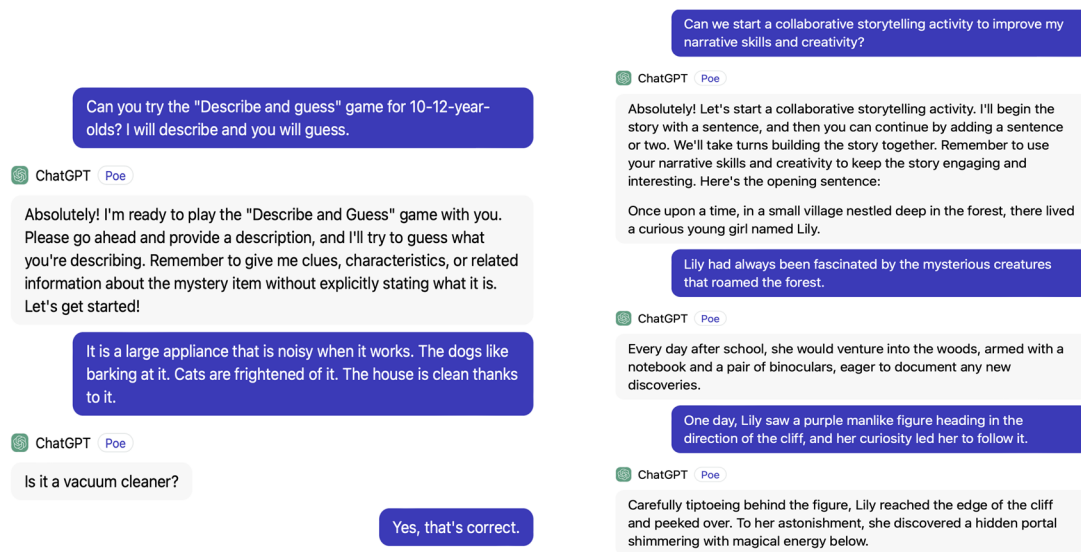 Can you try the "Describe and guess" game for 10-12-year-
olds? I will describe and you will guess.
ChatGPT Poe
Absolutely! I'm ready to play the "Describe and Guess" game with you.
Please go ahead and provide a description, and I'll try to guess what
you're describing. Remember to give me clues, characteristics, or related
information about the mystery item without explicitly stating what it is.
Let's get started!
It is a large appliance that is noisy when it works. The dogs like
barking at it. Cats are frightened of it. The house is clean thanks
to it.
ChatGPT Poe
Is it a vacuum cleaner?
Yes, that's correct.
Can we start a collaborative storytelling activity to improve my
narrative skills and creativity?
ChatGPT Poe
Absolutely! Let's start a collaborative storytelling activity. I'll begin the
story with a sentence, and then you can continue by adding a sentence
or two. We'll take turns building the story together. Remember to use
your narrative skills and creativity to keep the story engaging and
interesting. Here's the opening sentence:
Once upon a time, in a small village nestled deep in the forest, there lived
a curious young girl named Lily.
Lily had always been fascinated by the mysterious creatures
that roamed the forest.
ChatGPT Poe
Every day after school, she would venture into the woods, armed with a
notebook and a pair of binoculars, eager to document any new
discoveries.
One day, Lily saw a purple manlike figure heading in the
direction of the cliff, and her curiosity led her to follow it.
ChatGPT Poe
Carefully tiptoeing behind the figure, Lily reached the edge of the cliff
and peeked over. To her astonishment, she discovered a hidden portal
shimmering with magical energy below.